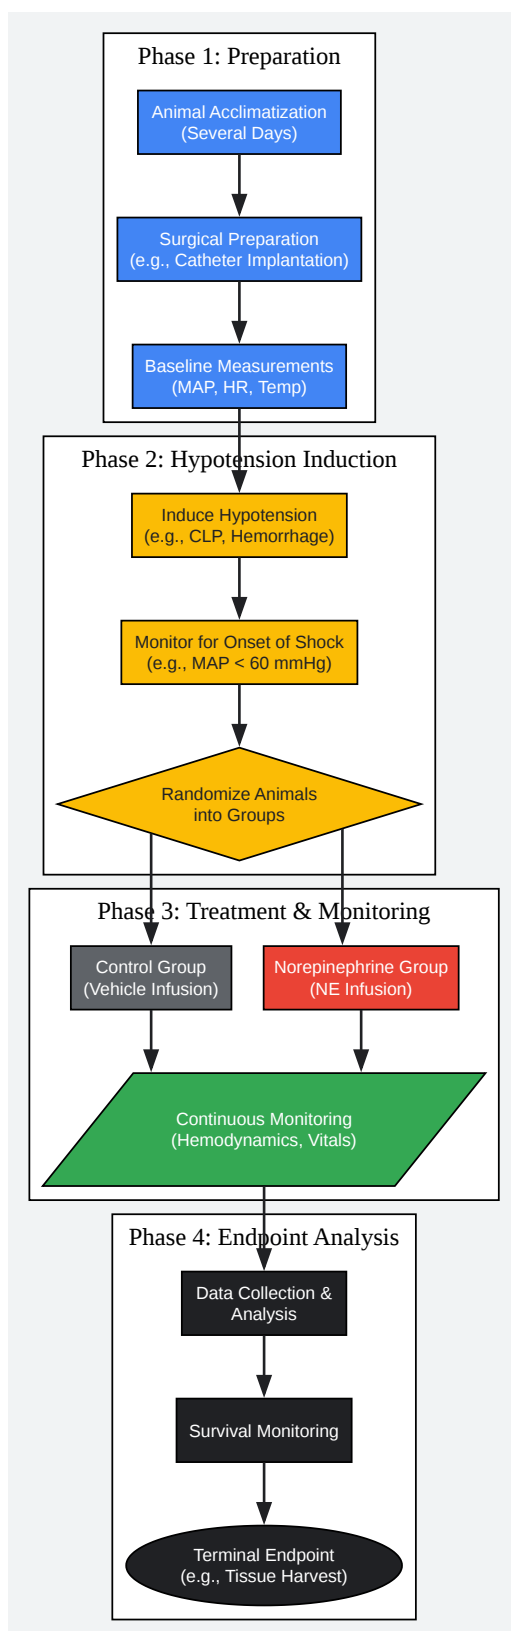 Phase 1: Preparation
Animal Acclimatization
(Several Days)
Surgical Preparation
(e.g., Catheter Implantation)
Baseline Measurements
(MAP, HR, Temp)
Phase 2: Hypotension Induction
Induce Hypotension
(e.g., CLP, Hemorrhage)
Monitor for Onset of Shock
(e.g., MAP < 60 mmHg)
Randomize Animals
into Groups
Phase 3: Treatment & Monitoring
Control Group
(Vehicle Infusion)
Norepinephrine Group
(NE Infusion)
Continuous Monitoring
(Hemodynamics, Vitals)
Phase 4: Endpoint Analysis
Data Collection &
Analysis
Survival Monitoring
Terminal Endpoint
(e.g., Tissue Harvest)